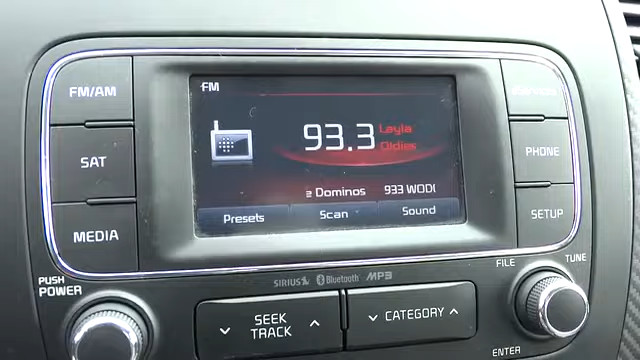 FM/AM
SAT
MEDIA
FM
93.3
Layla
Oldies
Dominos
933 WODI
Presets
Scan
Sound
PHONE
SETUP
PUSH
POWER
SIRIUS
Bluetooth
MP3
SEEK
TRACK
CATEGORY
FILE
TUNE
ENTER